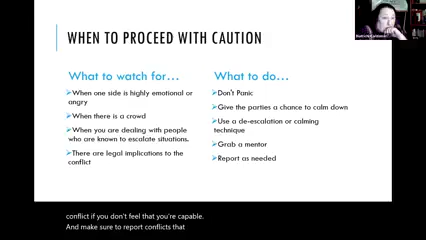 WHEN TO PROCEED WITH CAUTION
What to watch for...
When one side is highly emotional or
angry
When there is a crowd
When you are dealing with people
who are known to escalate situations.
There are legal implications to the
conflict
What to do...
Don't Panic
Give the parties a chance to calm down
Use a de-escalation or calming
technique
Grab a mentor
Report as needed
conflict if you don't feel that you're capable.
And make sure to report conflicts that